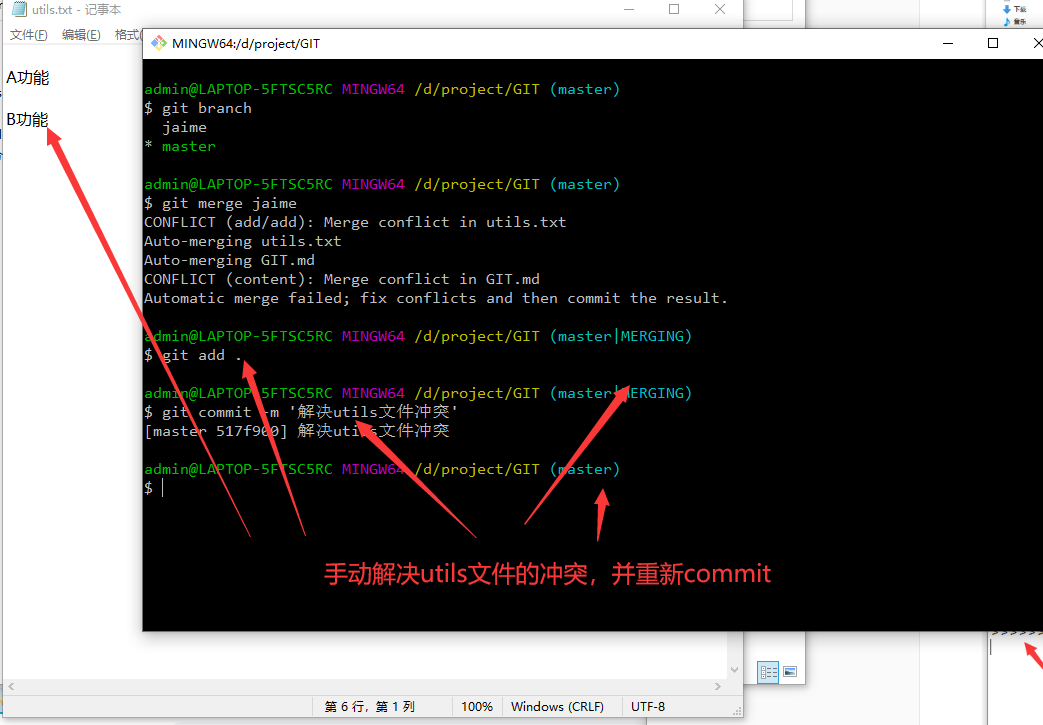 utils.txt - 记事本
下载
音乐
文件(F) 编辑(E) 格式(
MINGW64:/d/project/GIT
A功能
B功能
admin@LAPTOP-5FTSC5RC MINGW64 /d/project/GIT (master)
$ git branch
jaime
* master
admin@LAPTOP-5FTSC5RC MINGW64 /d/project/GIT (master)
$ git merge jaime
CONFLICT (add/add): Merge conflict in utils.txt
Auto-merging utils.txt
Auto-merging GIT.md
CONFLICT (content): Merge conflict in GIT.md
Automatic merge failed; fix conflicts and then commit the result.
admin@LAPTOP-5FTSC5RC MINGW64 /d/project/GIT (master|MERGING)
$ git add .
admin@LAPTOP-5FTSC5RC MINGW64 /d/project/GIT (master|MERGING)
$ git commit -m '解决utils文件冲突'
[master 517f900] 解决utils文件冲突
admin@LAPTOP-5FTSC5RC MINGW64 /d/project/GIT (master)
$
手动解决utils文件的冲突，并重新commit
>>>>>>
第 6 行，第 1 列 100% Windows (CRLF) UTF-8